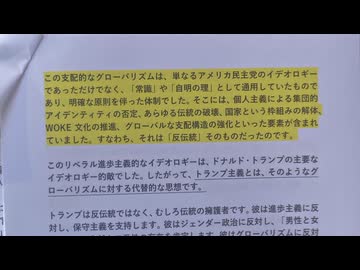 この支配的なグローバリズムは、単なるアメリカ民主党のイデオロギー
であっただけでなく、「常識」や「自明の理」として通用していたものであ
り、明確な原則を伴った体制でした。そこには、個人主義による集団的
アイデンティティの否定、あらゆる伝統の破壊、国家という枠組みの解体、
WOKE 文化の推進、グローバルな支配構造の強化といった要素が含まれ
ていました。すなわち、それは「反伝統」そのものだったのです。
このリベラル進歩主義的なイデオロギーは、ドナルド・トランプの主要な
イデオロギー的敵でした。したがって、トランプ主義とは、そのようなグ
ローバリズムに対する代替的な思想です。
トランプは反伝統ではなく、むしろ伝統の擁護者です。彼は進歩主義に反
対し、保守主義を支持します。彼はジェンダー政治に反対し、「男性と女